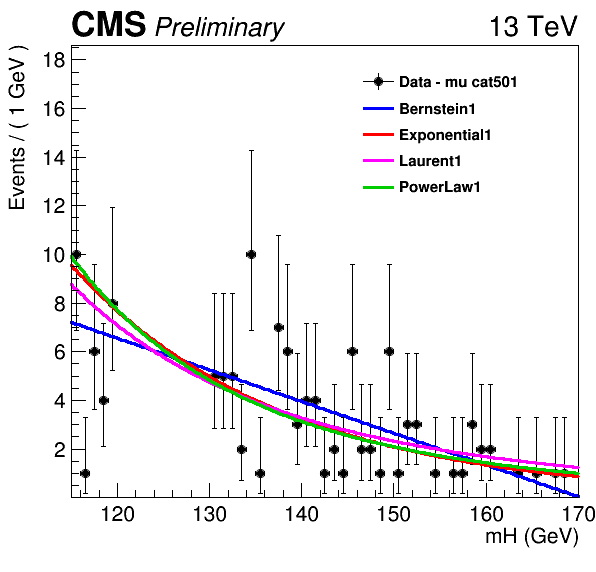 CMS Preliminary 13 TeV
Events / ( 1 GeV )
18
16
14
12
10
8
6
4
2
Data - mu cat501
Bernstein1
Exponential1
Laurent1
PowerLaw1
120 130 140 150 160 170
mH (GeV)